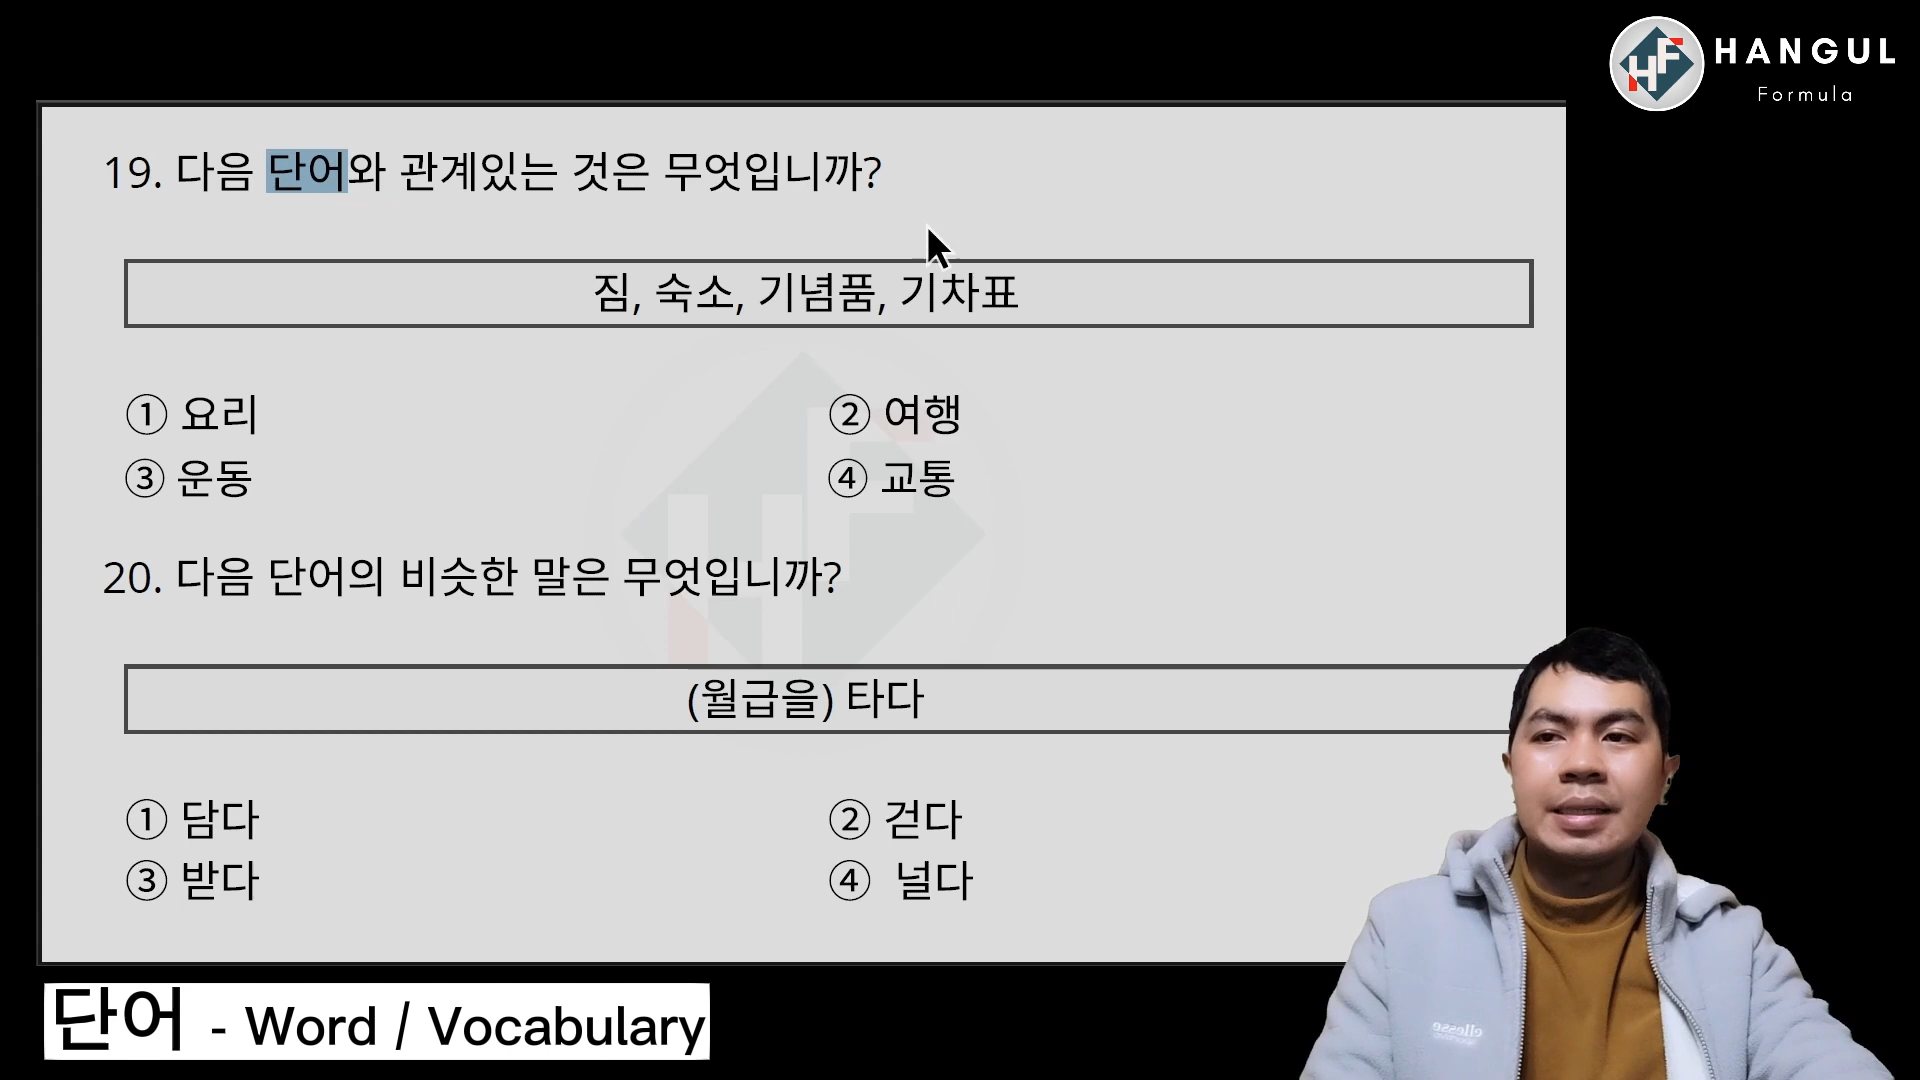 HANGUL
Formula
19. 다음 단어와 관계있는 것은 무엇입니까?
짐, 숙소, 기념품, 기차표
① 요리 ② 여행
③ 운동 ④ 교통
20. 다음 단어의 비슷한 말은 무엇입니까?
(월급을) 타다
① 담다 ② 걷다
③ 받다 ④ 널다
단어 - Word / Vocabulary
ellesse